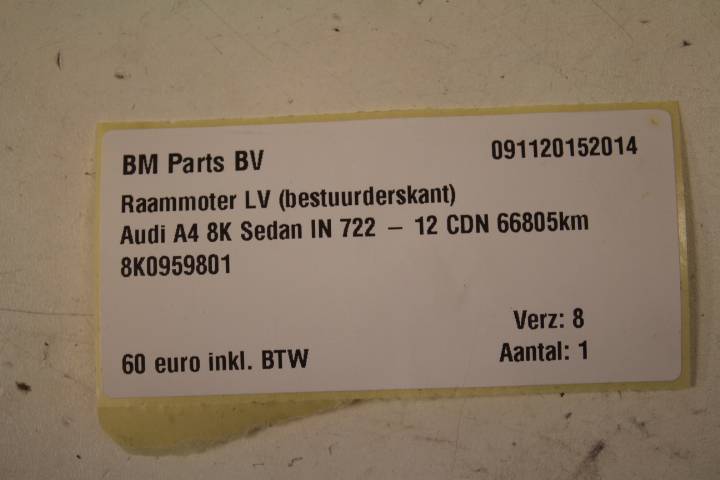 BM Parts BV 091120152014
Raammoter LV (bestuurderskant)
Audi A4 8K Sedan IN 722 – 12 CDN 66805km
8K0959801
Verz: 8
60 euro inkl. BTW Aantal: 1